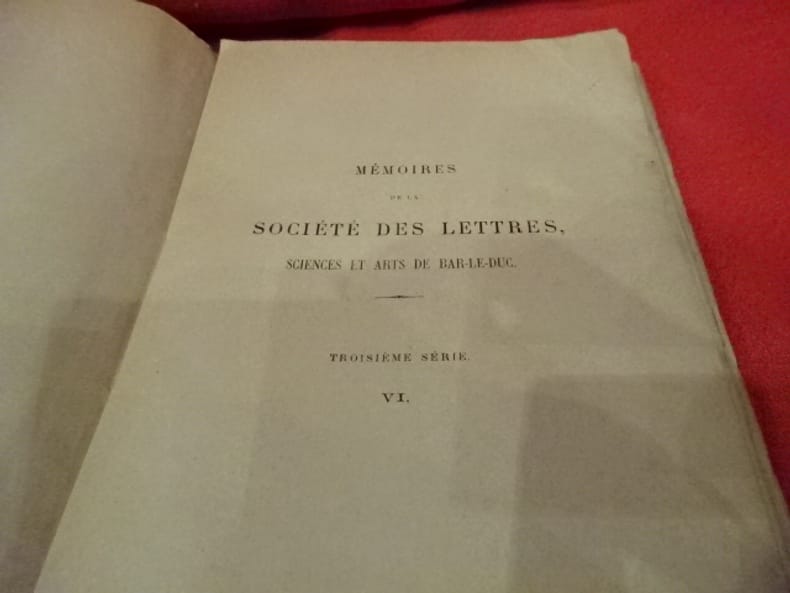 MÉMOIRES
DE LA
SOCIÉTÉ DES LETTRES,
SCIENCES ET ARTS DE BAR-LE-DUC.
TROISIÈME SÉRIE.
VI.